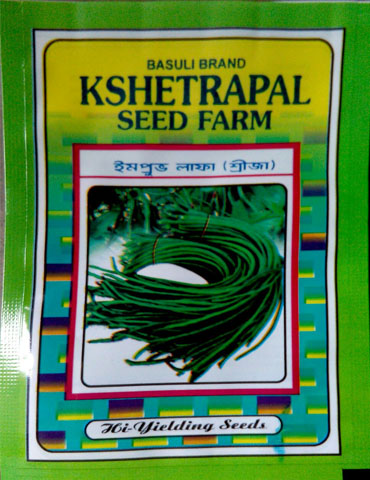 BASULI BRAND
KSHETRAPAL
SEED FARM
ইমপ্রুভ লাফা (শ্রীজা)
Hi-Yielding Seeds